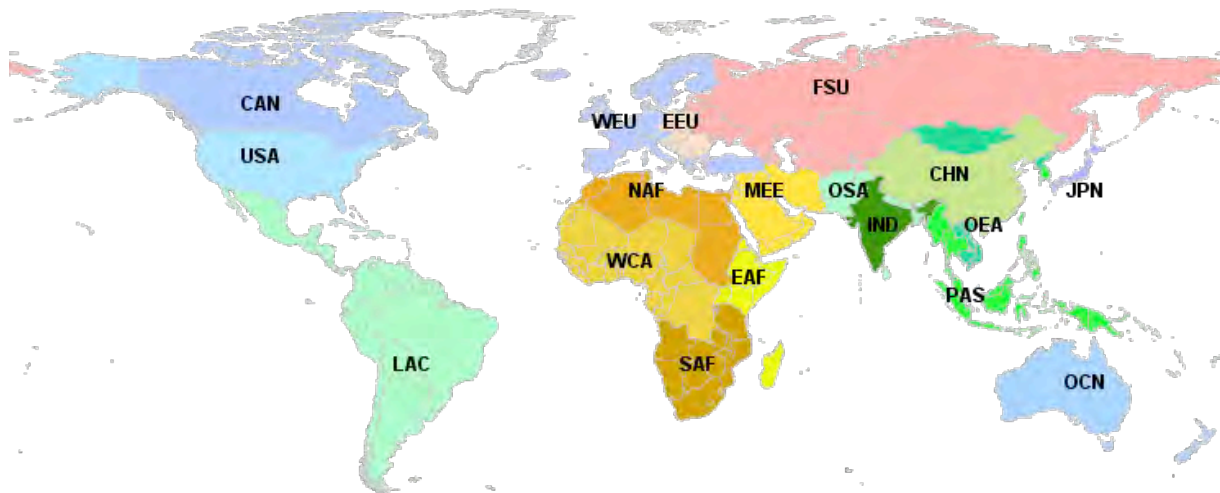 FSU
CAN
WEU EEU
USA
CHN
NAF MEE OSA JPN
IND OEA
WCA
EAF
PAS
LAC SAF
OCN